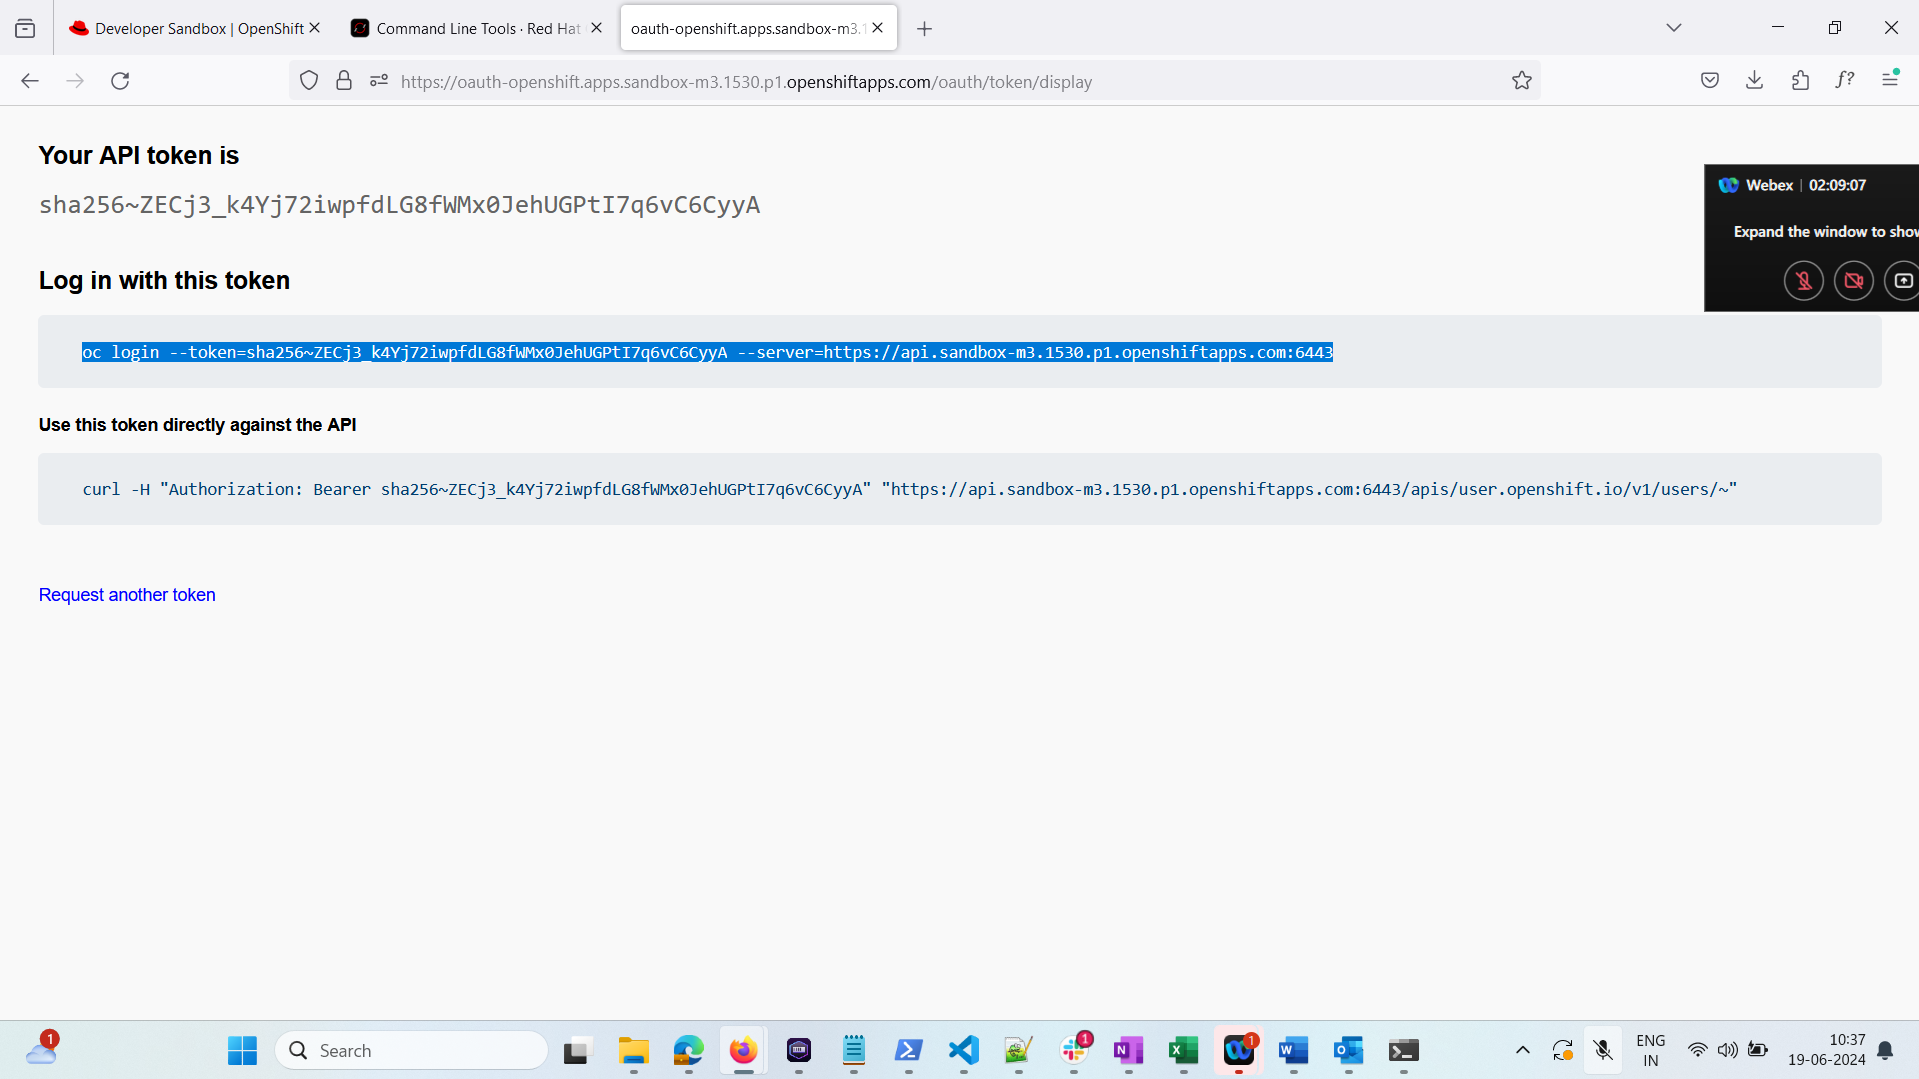 Developer Sandbox | OpenShift
Command Line Tools · Red Hat
oauth-openshift.apps.sandbox-m3.1
https://oauth-openshift.apps.sandbox-m3.1530.p1.openshiftapps.com/oauth/token/display
Your API token is
sha256~ZECj3_k4Yj72iwpfdLG8fWMx0JehUGPtI7q6vC6CyyA
Webex | 02:09:07
Expand the window to show
Log in with this token
oc login --token=sha256~ZECj3_k4Yj72iwpfdLG8fWMx0JehUGPtI7q6vC6CyyA --server=https://api.sandbox-m3.1530.p1.openshiftapps.com:6443
Use this token directly against the API
curl -H "Authorization: Bearer sha256~ZECj3_k4Yj72iwpfdLG8fWMx0JehUGPtI7q6vC6CyyA" "https://api.sandbox-m3.1530.p1.openshiftapps.com:6443/apis/user.openshift.io/v1/users/~"
Request another token
1
Search
1
1
ENG
IN
10:37
19-06-2024